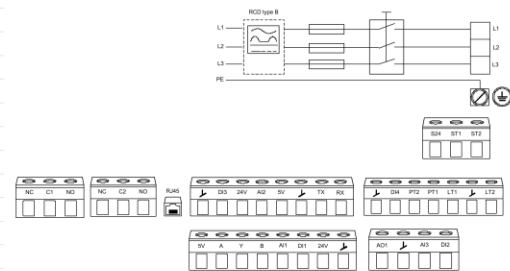 RCD type B
L1 L1
L2 L2
L3 L3
PE
S24 ST1 ST2
NC C1 NO NC C2 NO RJ45 DI3 24V AI2 5V TX RX DI4 PT2 PT1 LT1 LT2
5V A Y B AI1 DI1 24V AO1 AI3 DI2